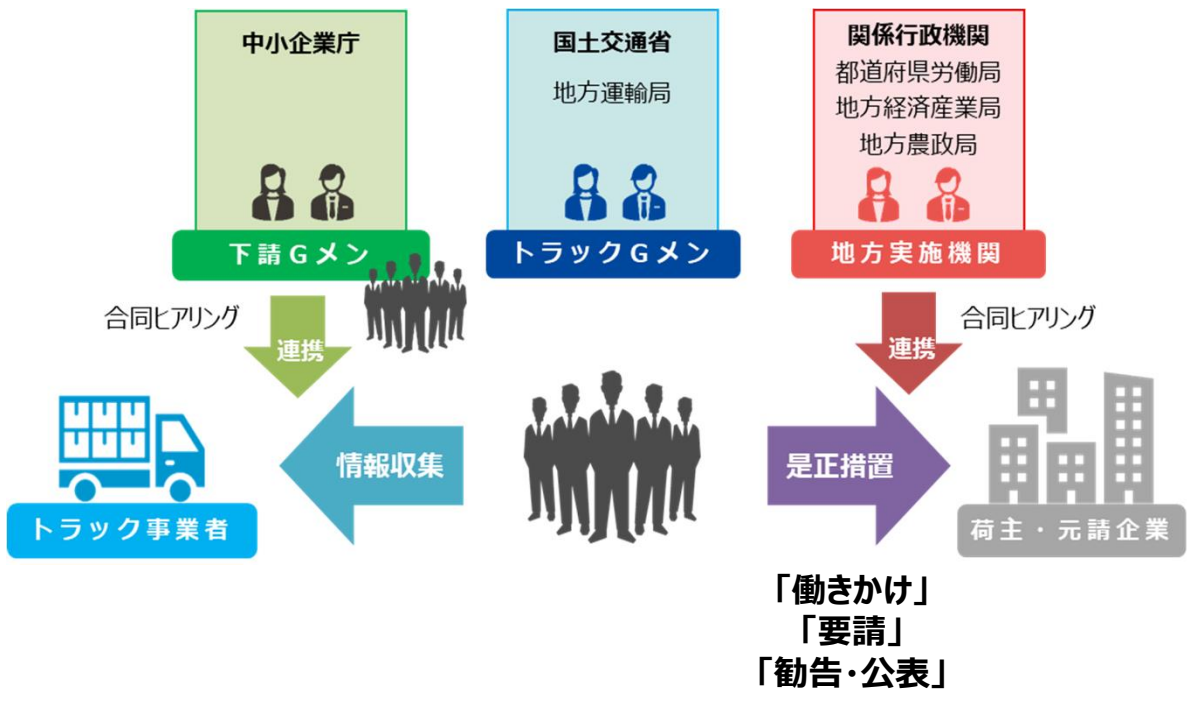 中小企業庁
国土交通省
地方運輸局
関係行政機関
都道府県労働局
地方経済産業局
地方農政局
下請Gメン
トラックGメン
地方実施機関
合同ヒアリング
連携
連携
合同ヒアリング
情報収集
是正措置
トラック事業者
荷主・元請企業
「働きかけ」
「要請」
「勧告・公表」